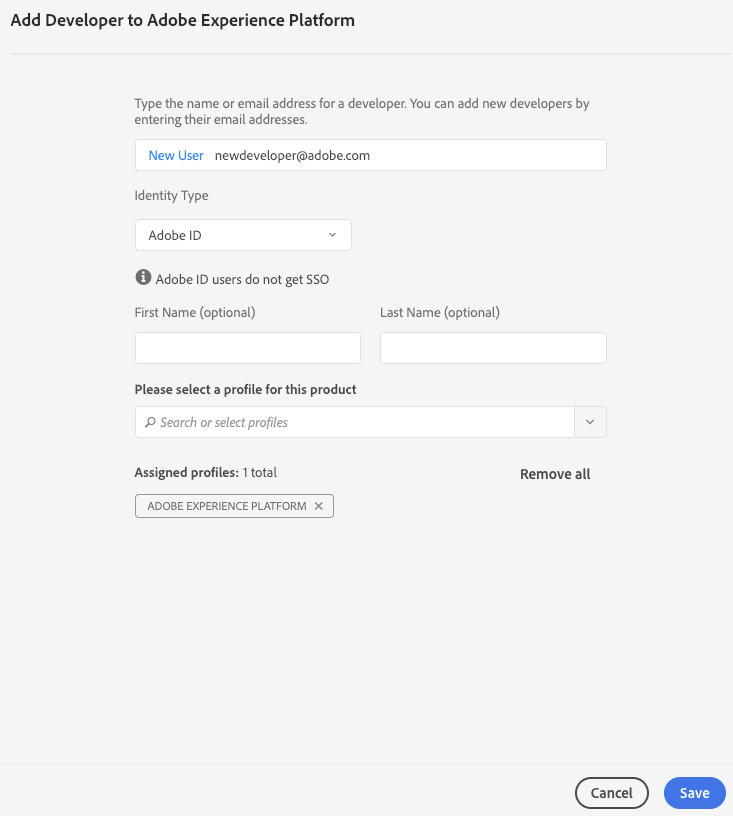 Add Developer to Adobe Experience Platform
Type the name or email address for a developer. You can add new developers by
entering their email addresses.
New User newdeveloper@adobe.com
Identity Type
Adobe ID
Adobe ID users do not get SSO
First Name (optional) Last Name (optional)
Please select a profile for this product
Search or select profiles
Assigned profiles: 1 total Remove all
ADOBE EXPERIENCE PLATFORM
Cancel Save